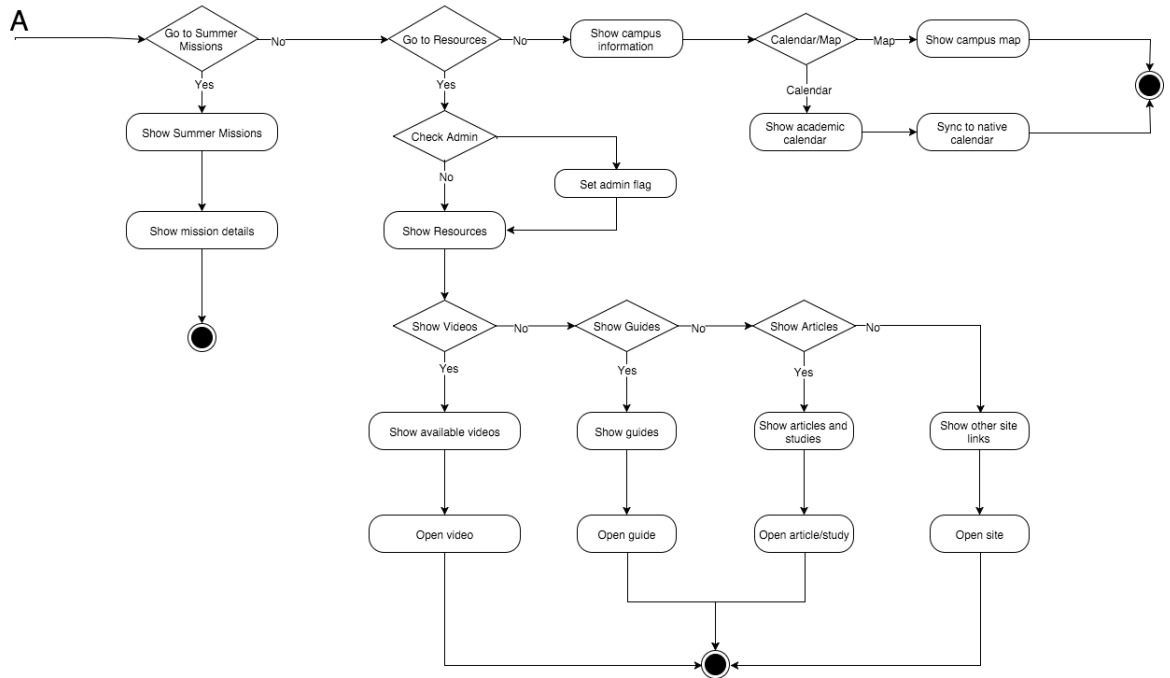 A
Go to Summer
Missions
No
Go to Resources
No
Show campus
information
Calendar/Map
Map
Show campus map
Yes
Yes
Calendar
Show Summer Missions
Check Admin
Show academic
calendar
Sync to native
calendar
No
Set admin flag
Show mission details
Show Resources
Show Videos
No
Show Guides
No
Show Articles
No
Yes
Yes
Yes
Show available videos
Show guides
Show articles and
studies
Show other site
links
Open video
Open guide
Open article/study
Open site